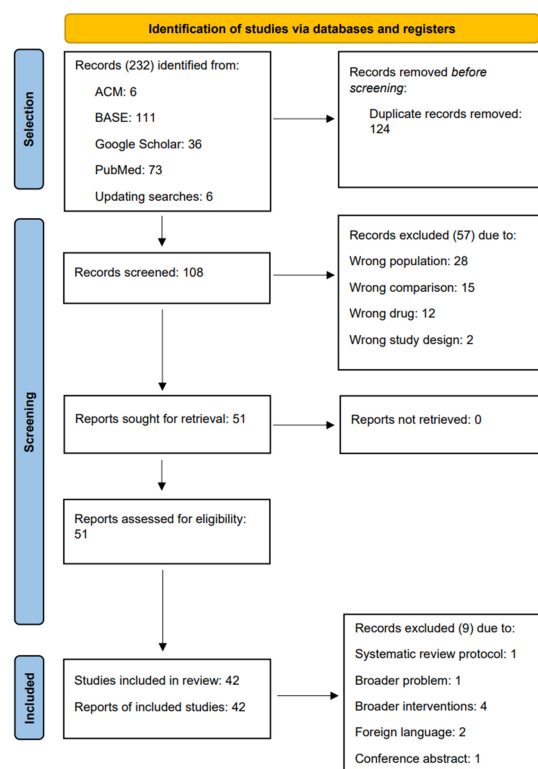 Identification of studies via databases and registers
Selection
Records (232) identified from:
ACM: 6
BASE: 111
Google Scholar: 36
PubMed: 73
Updating searches: 6
Records removed before
screening:
Duplicate records removed:
124
Screening
Records screened: 108
Records excluded (57) due to:
Wrong population: 28
Wrong comparison: 15
Wrong drug: 12
Wrong study design: 2
Reports sought for retrieval: 51
Reports not retrieved: 0
Reports assessed for eligibility:
51
Included
Studies included in review: 42
Reports of included studies: 42
Records excluded (9) due to:
Systematic review protocol: 1
Broader problem: 1
Broader interventions: 4
Foreign language: 2
Conference abstract: 1